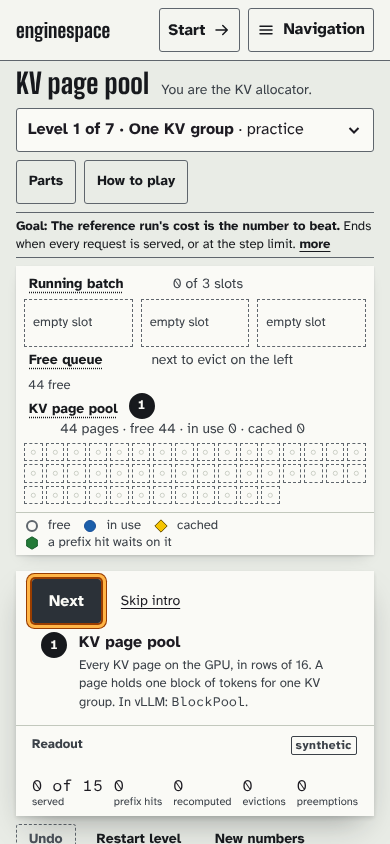 enginespace
Start →
Navigation
KV page pool
You are the KV allocator.
Level 1 of 7 · One KV group · practice
Parts
How to play
Goal: The reference run's cost is the number to beat. Ends
when every request is served, or at the step limit. more
Running batch
0 of 3 slots
empty slot
empty slot
empty slot
Free queue
next to evict on the left
44 free
KV page pool
1
44 pages · free 44 · in use 0 · cached 0
free
in use
cached
a prefix hit waits on it
Next
Skip intro
1
KV page pool
Every KV page on the GPU, in rows of 16. A
page holds one block of tokens for one KV
group. In vLLM: BlockPool.
Readout
synthetic
0 of 15
0
0
0
0
served
prefix hits
recomputed
evictions
preemptions
Undo
Restart level
New numbers